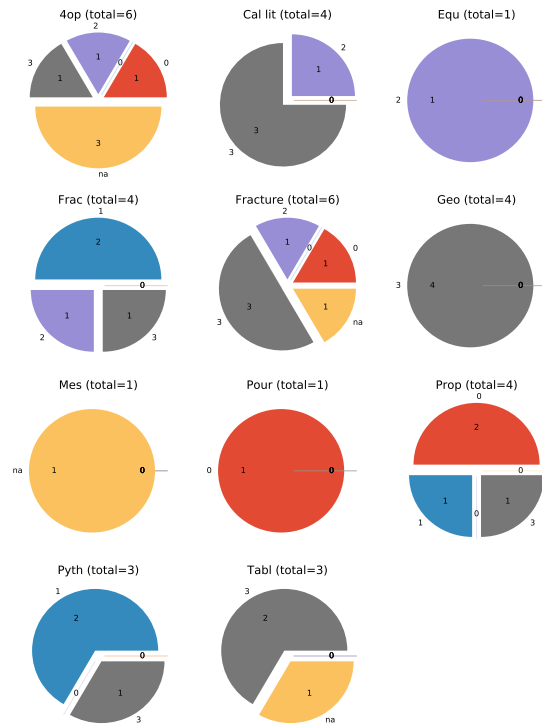 4op (total=6)
2
3 1 0 0
1 1
3
na
Cal lit (total=4)
2
1
0
3
3
Equ (total=1)
2 1 0
Frac (total=4)
1
2
0
1 1
2 3
Fracture (total=6)
2
1 0 0
1
3 1
3 na
Geo (total=4)
3 4 0
Mes (total=1)
na 1 0
Pour (total=1)
0 1 0
Prop (total=4)
0
2
0
1 1
0
1 3
Pyth (total=3)
1
2
0
0 1
3
Tabl (total=3)
3
2
0
1
na